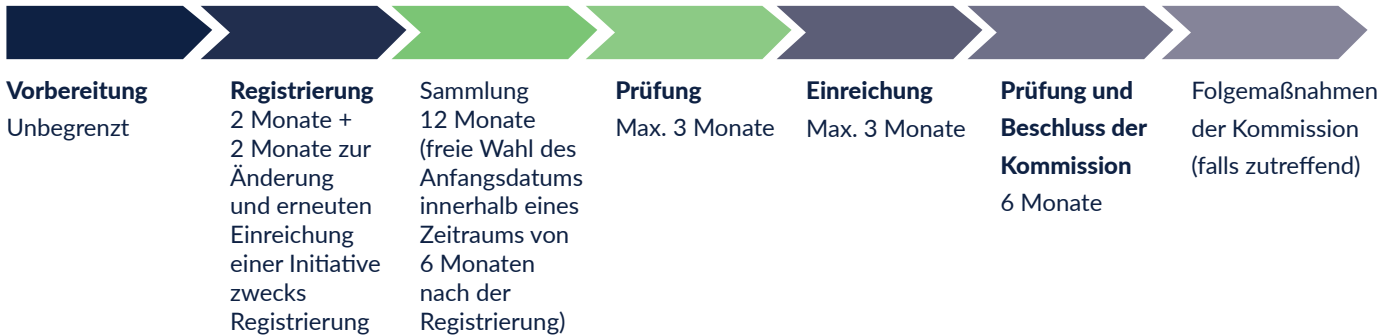 Vorbereitung
Unbegrenzt
Registrierung
2 Monate +
2 Monate zur
Änderung
und erneuten
Einreichung
einer Initiative
zwecks
Registrierung
Sammlung
12 Monate
(freie Wahl des
Anfangsdatums
innerhalb eines
Zeitraums von
6 Monaten
nach der
Registrierung)
Prüfung
Max. 3 Monate
Einreichung
Max. 3 Monate
Prüfung und
Beschluss der
Kommission
6 Monate
Folgemaßnahmen
der Kommission
(falls zutreffend)